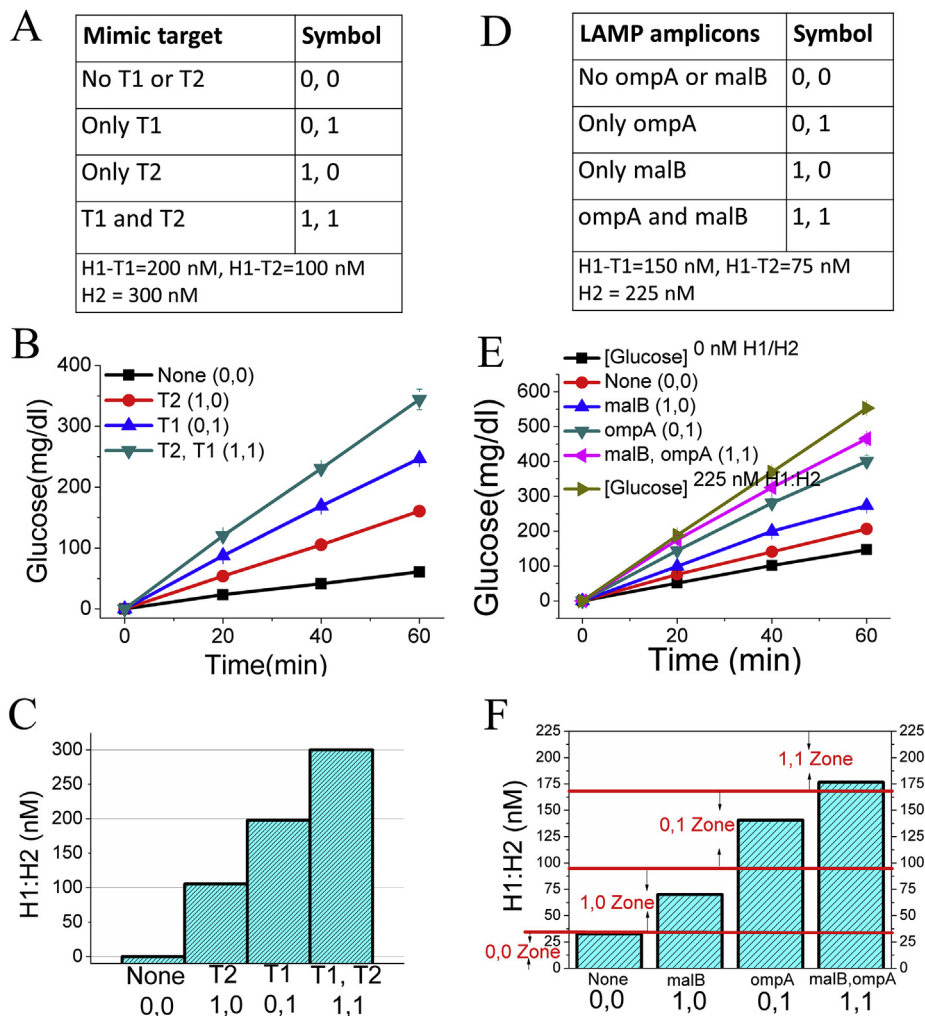 A
Mimic target Symbol
No T1 or T2 0, 0
Only T1 0, 1
Only T2 1, 0
T1 and T2 1, 1
H1-T1=200 nM, H1-T2=100 nM
H2 = 300 nM
D
LAMP amplicons Symbol
No ompA or malB 0, 0
Only ompA 0, 1
Only malB 1, 0
ompA and malB 1, 1
H1-T1=150 nM, H1-T2=75 nM
H2 = 225 nM
B
Glucose(mg/dl)
400
300
200
100
0
None (0,0)
T2 (1,0)
T1 (0,1)
T2, T1 (1,1)
0 20 40 60
Time(min)
E
Glucose(mg/dl)
600
500
400
300
200
100
0
[Glucose] 0 nM H1/H2
None (0,0)
malB (1,0)
ompA (0,1)
malB, ompA (1,1)
[Glucose] 225 nM H1:H2
0 20 40 60
Time (min)
C
H1:H2 (nM)
300
250
200
150
100
50
0
None T2 T1 T1, T2
0,0 1,0 0,1 1,1
F
H1:H2 (nM)
225 225
200 200
175 175
150 150
125 125
100 100
75 75
50 50
25 25
0 0
1,1 Zone
0,1 Zone
1,0 Zone
0,0 Zone
None malB ompA malB,ompA
0,0 1,0 0,1 1,1